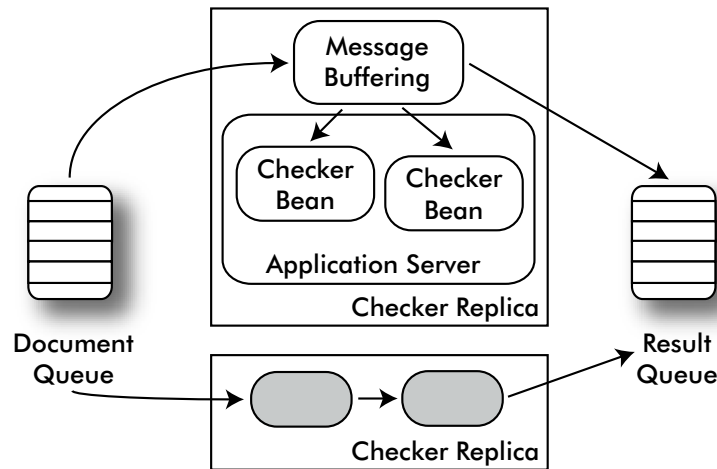 Message
Buffering
Checker
Bean
Checker
Bean
Application Server
Checker Replica
Document
Queue
Result
Queue
Checker Replica